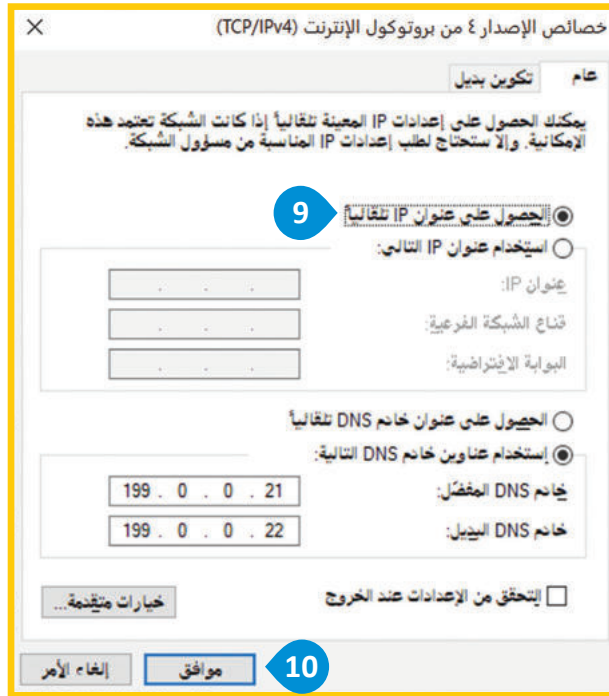 خصائص الإصدار ٤ من بروتوكول الإنترنت (TCP/IPv4)
عام
تكوين بديل
يمكنك الحصول على إعدادات IP المعينة تلقائياً إذا كانت الشبكة تعتمد هذه
الإمكانية. وإلا ستحتاج لطلب إعدادات IP المناسبة من مسؤول الشبكة.
الحصول على عنوان IP تلقائياً
9
استخدام عنوان IP التالي:
عنوان IP:
قناع الشبكة الفرعية:
البوابة الافتراضية:
الحصول على عنوان خادم DNS تلقائياً
إستخدام عناوين خادم DNS التالية:
خادم DNS المفضّل:
199 . 0 . 0 . 21
خادم DNS البديل:
199 . 0 . 0 . 22
التحقق من الإعدادات عند الخروج
خيارات متقدمة...
10
موافق
إلغاء الأمر